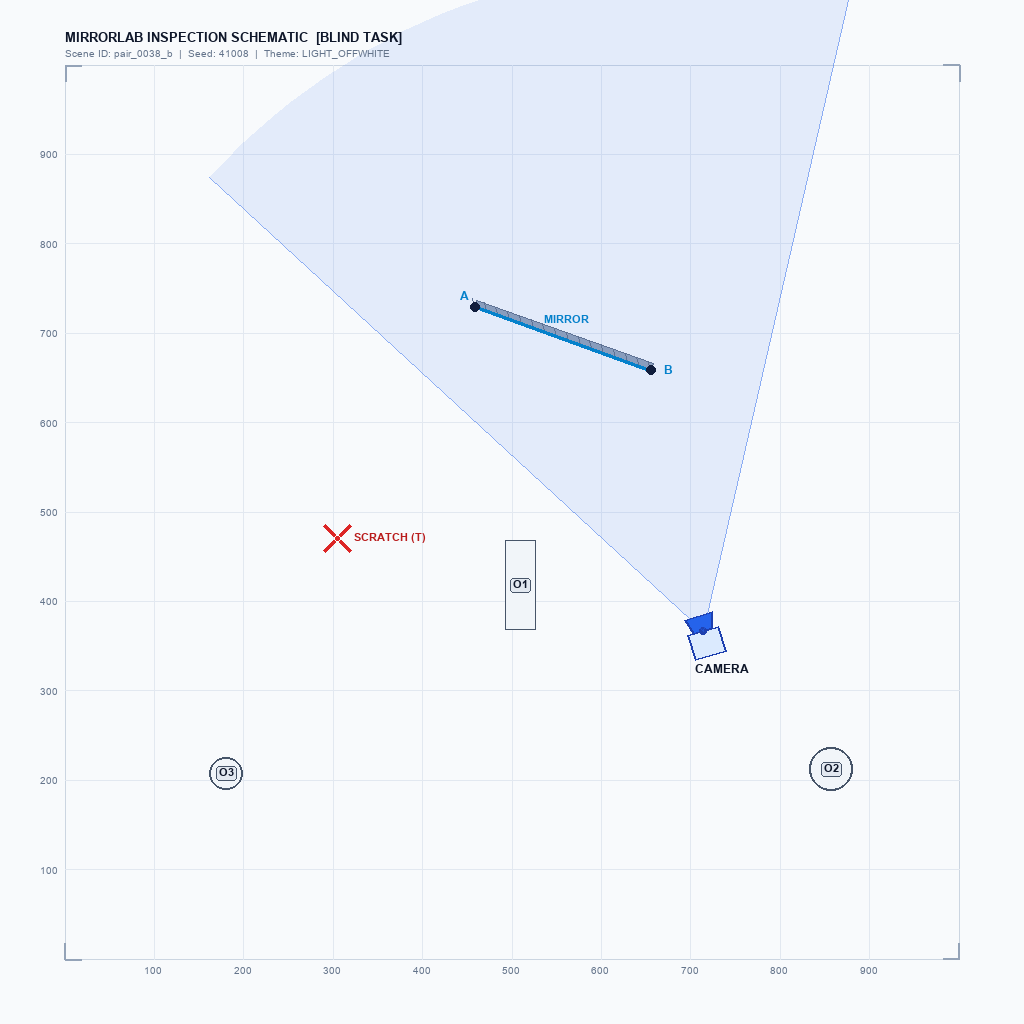 MIRRORLAB INSPECTION SCHEMATIC [BLIND TASK]
Scene ID: pair_0038_b | Seed: 41008 | Theme: LIGHT_OFFWHITE
900
800
A
MIRROR
700
B
600
500
SCRATCH (T)
O1
400
CAMERA
300
O3
O2
200
100
100 200 300 400 500 600 700 800 900